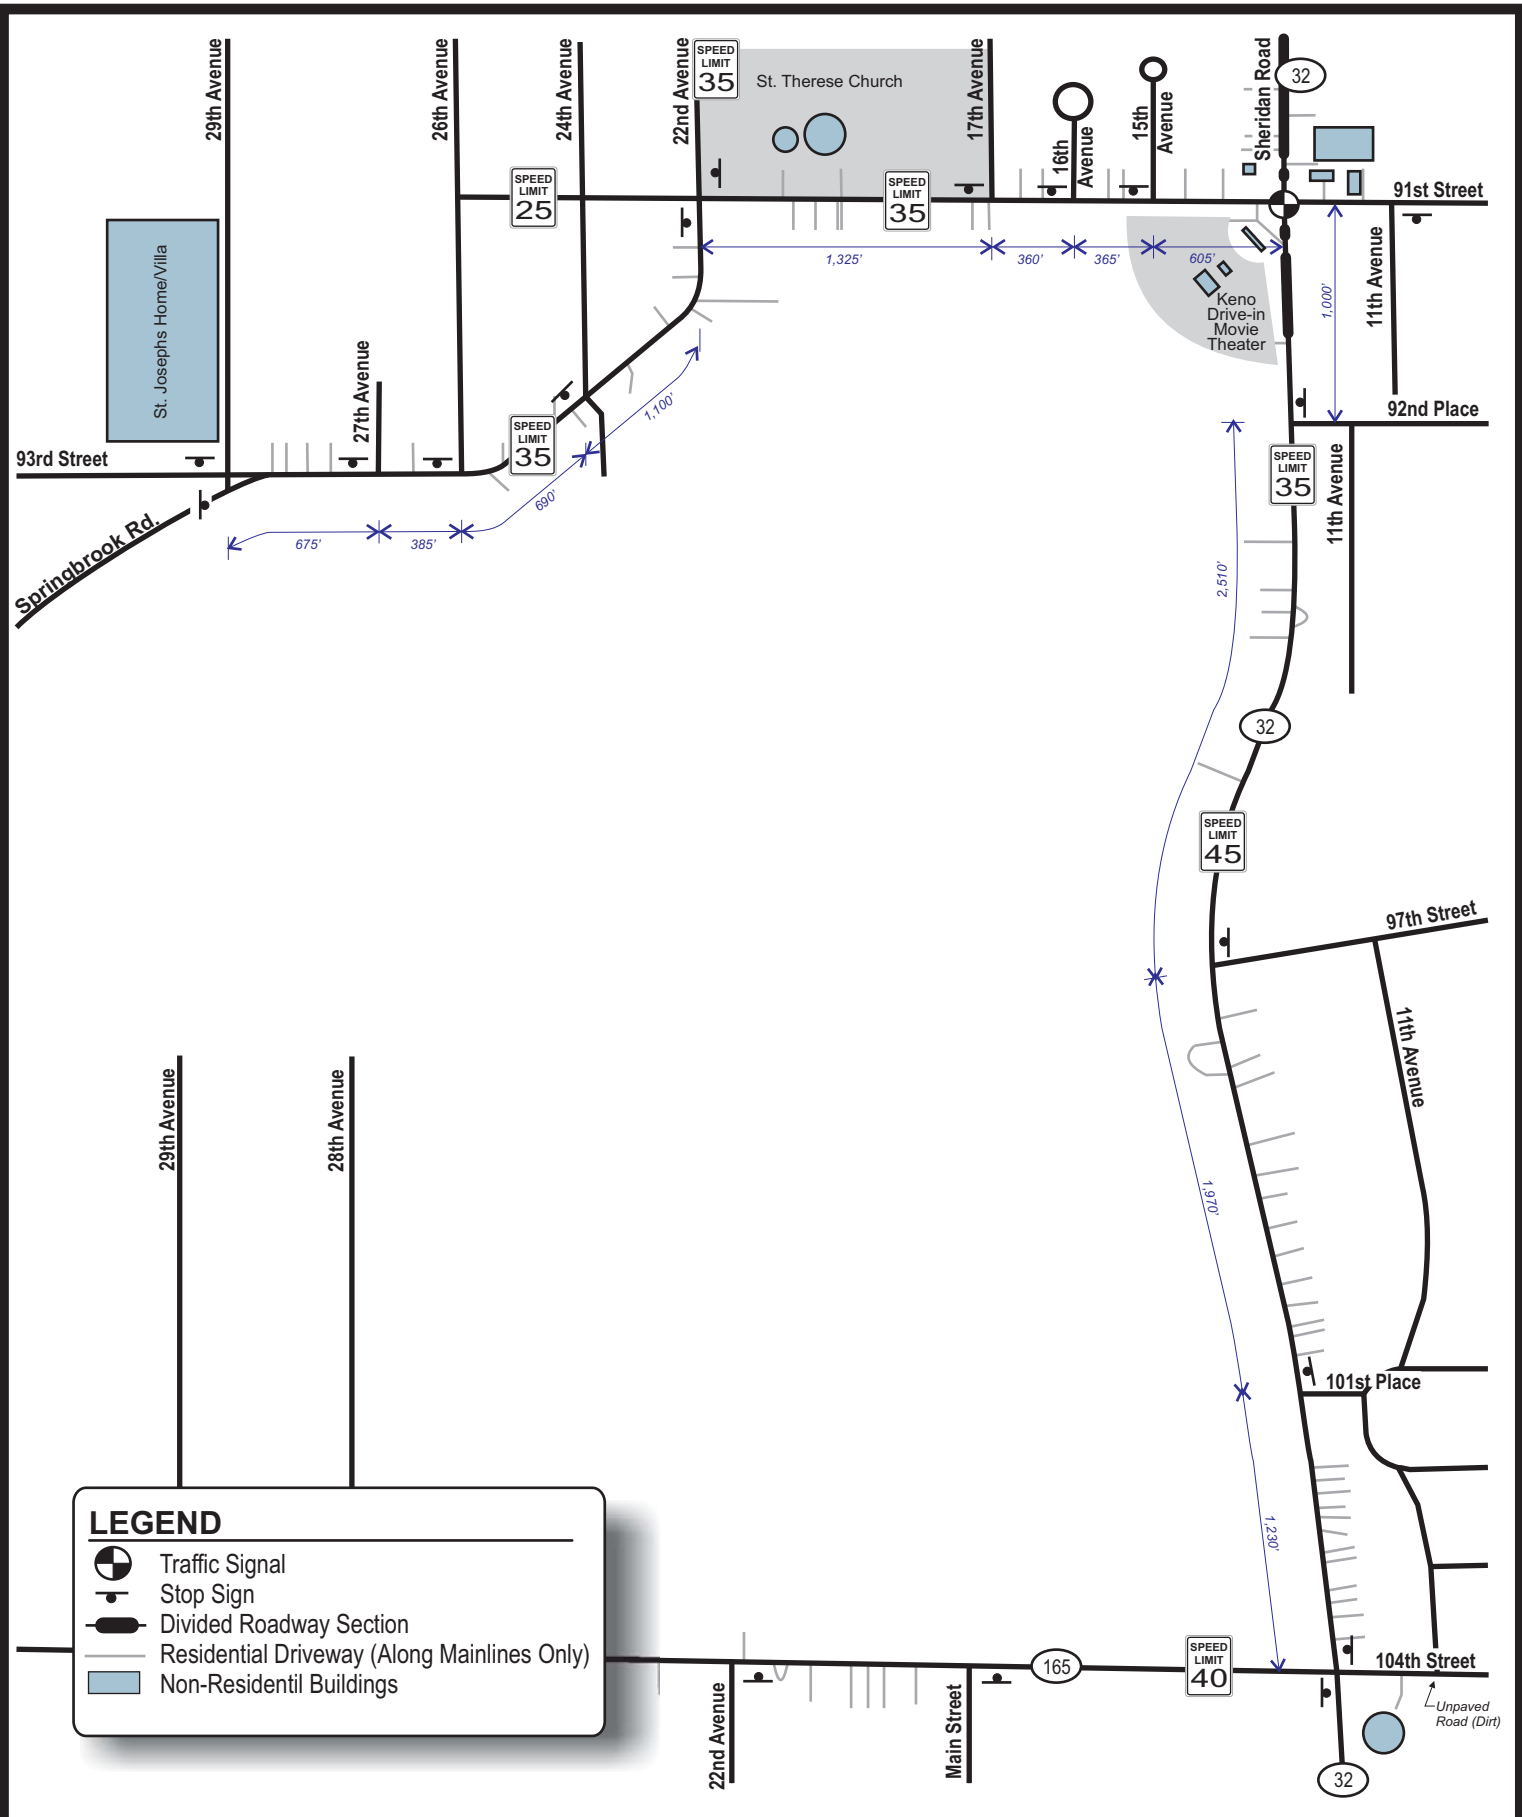 29th Avenue
26th Avenue
24th Avenue
22nd Avenue
SPEED
LIMIT
35
St. Therese Church
17th Avenue
16th
Avenue
15th
Avenue
Sheridan Road
32
SPEED
LIMIT
25
SPEED
LIMIT
35
91st Street
1,325'
360'
365'
605'
1,000'
11th Avenue
Keno
Drive-in
Movie
Theater
St. Josephs Home/Villa
27th Avenue
1,100'
92nd Place
93rd Street
SPEED
LIMIT
35
690'
675'
385'
Springbrook Rd.
SPEED
LIMIT
35
11th Avenue
2,510'
32
SPEED
LIMIT
45
97th Street
11th Avenue
29th Avenue
28th Avenue
1,970'
101st Place
1,230'
LEGEND
Traffic Signal
Stop Sign
Divided Roadway Section
Residential Driveway (Along Mainlines Only)
Non-Residentil Buildings
22nd Avenue
Main Street
165
SPEED
LIMIT
40
104th Street
Unpaved
Road (Dirt)
32